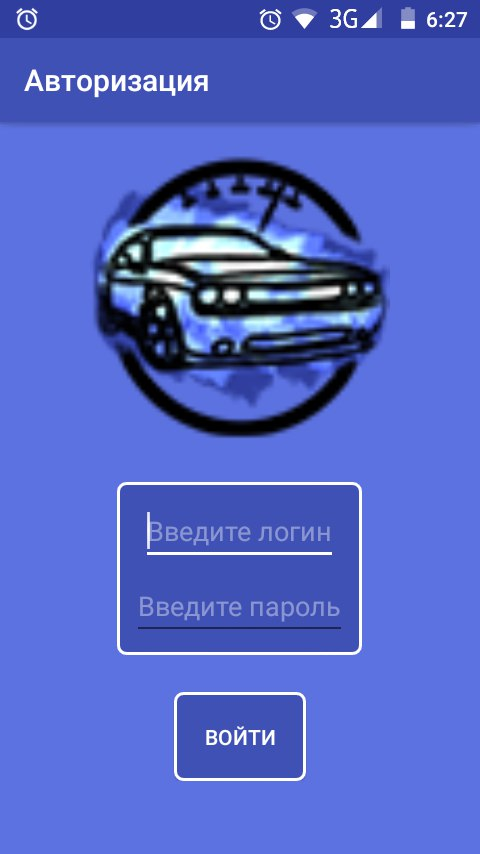 3G 6:27
Авторизация
Введите логин
Введите пароль
ВОЙТИ